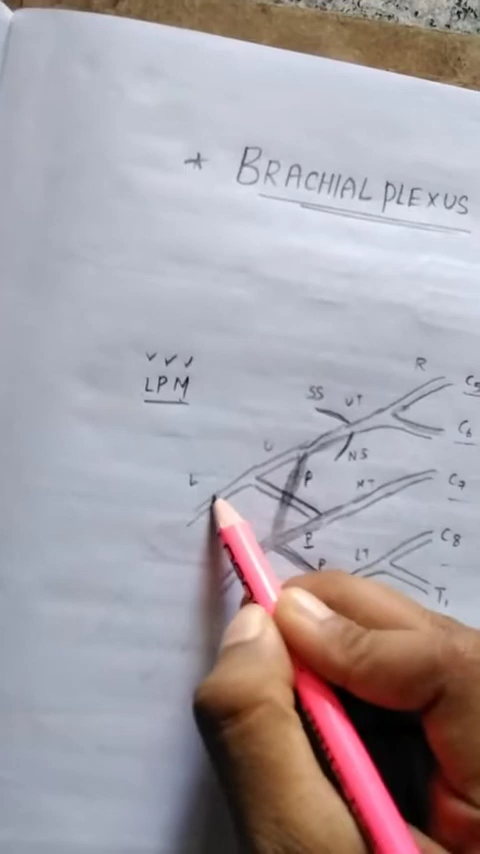 * BRACHIAL PLEXUS
✓ ✓ ✓
LPM
R
C5
SS UT
C6
U
NS
L
P
MT
C7
P
C8
LT
P
T1